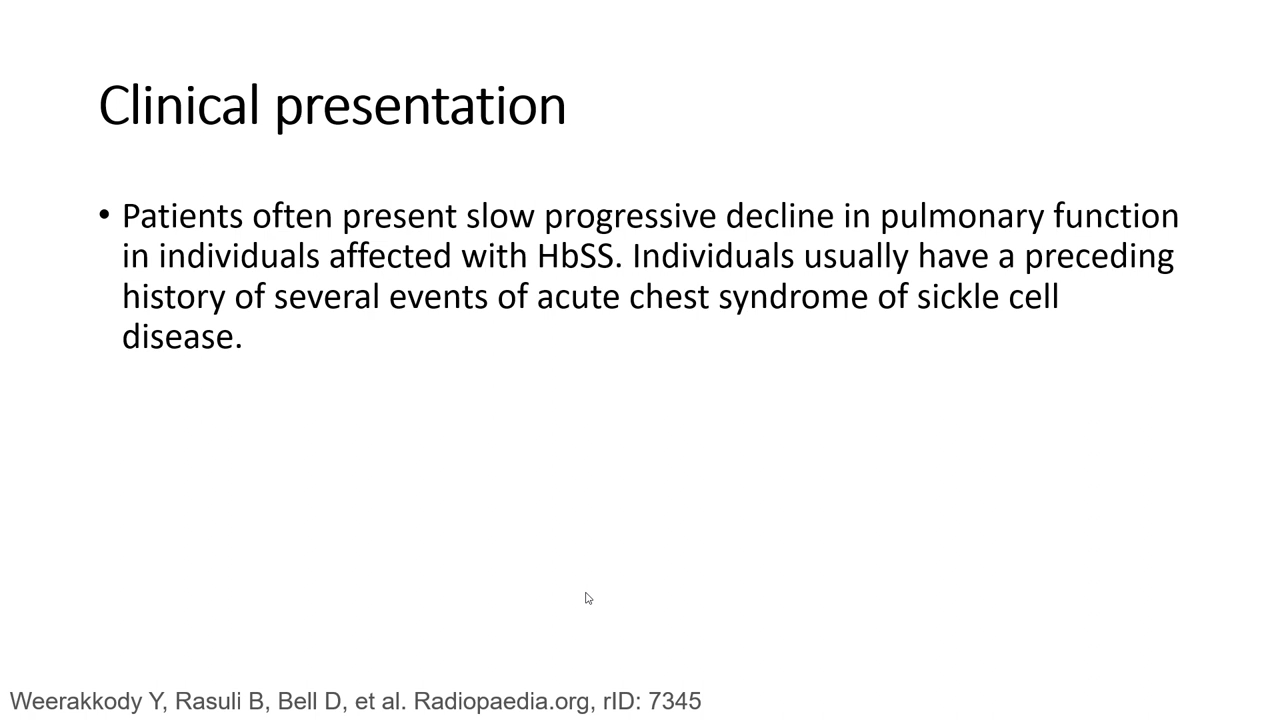 Clinical presentation
• Patients often present slow progressive decline in pulmonary function
in individuals affected with HbSS. Individuals usually have a preceding
history of several events of acute chest syndrome of sickle cell
disease.
Weerakkody Y, Rasuli B, Bell D, et al. Radiopaedia.org, rID: 7345